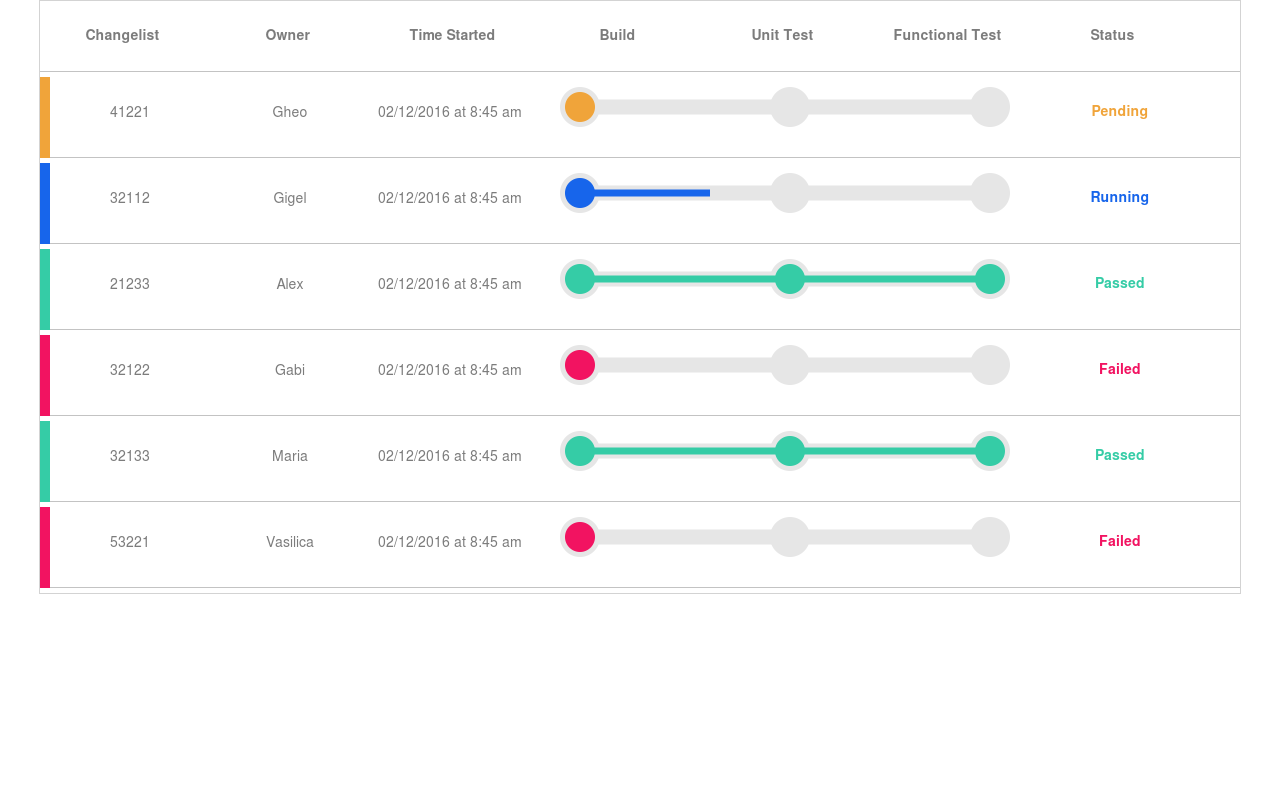 Changelist Owner Time Started Build Unit Test Functional Test Status
41221 Gheo 02/12/2016 at 8:45 am Pending
32112 Gigel 02/12/2016 at 8:45 am Running
21233 Alex 02/12/2016 at 8:45 am Passed
32122 Gabi 02/12/2016 at 8:45 am Failed
32133 Maria 02/12/2016 at 8:45 am Passed
53221 Vasilica 02/12/2016 at 8:45 am Failed